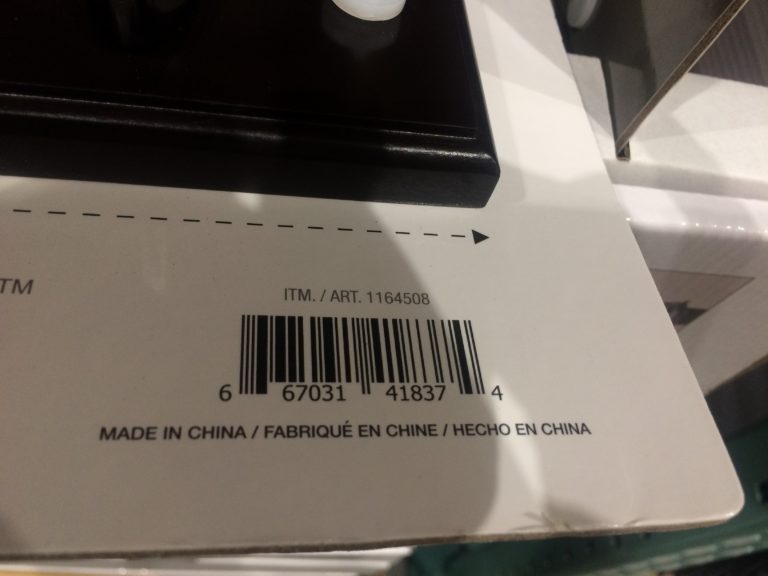 TM
ITM. / ART. 1164508
6 67031 41837 4
MADE IN CHINA / FABRIQUÉ EN CHINE / HECHO EN CHINA